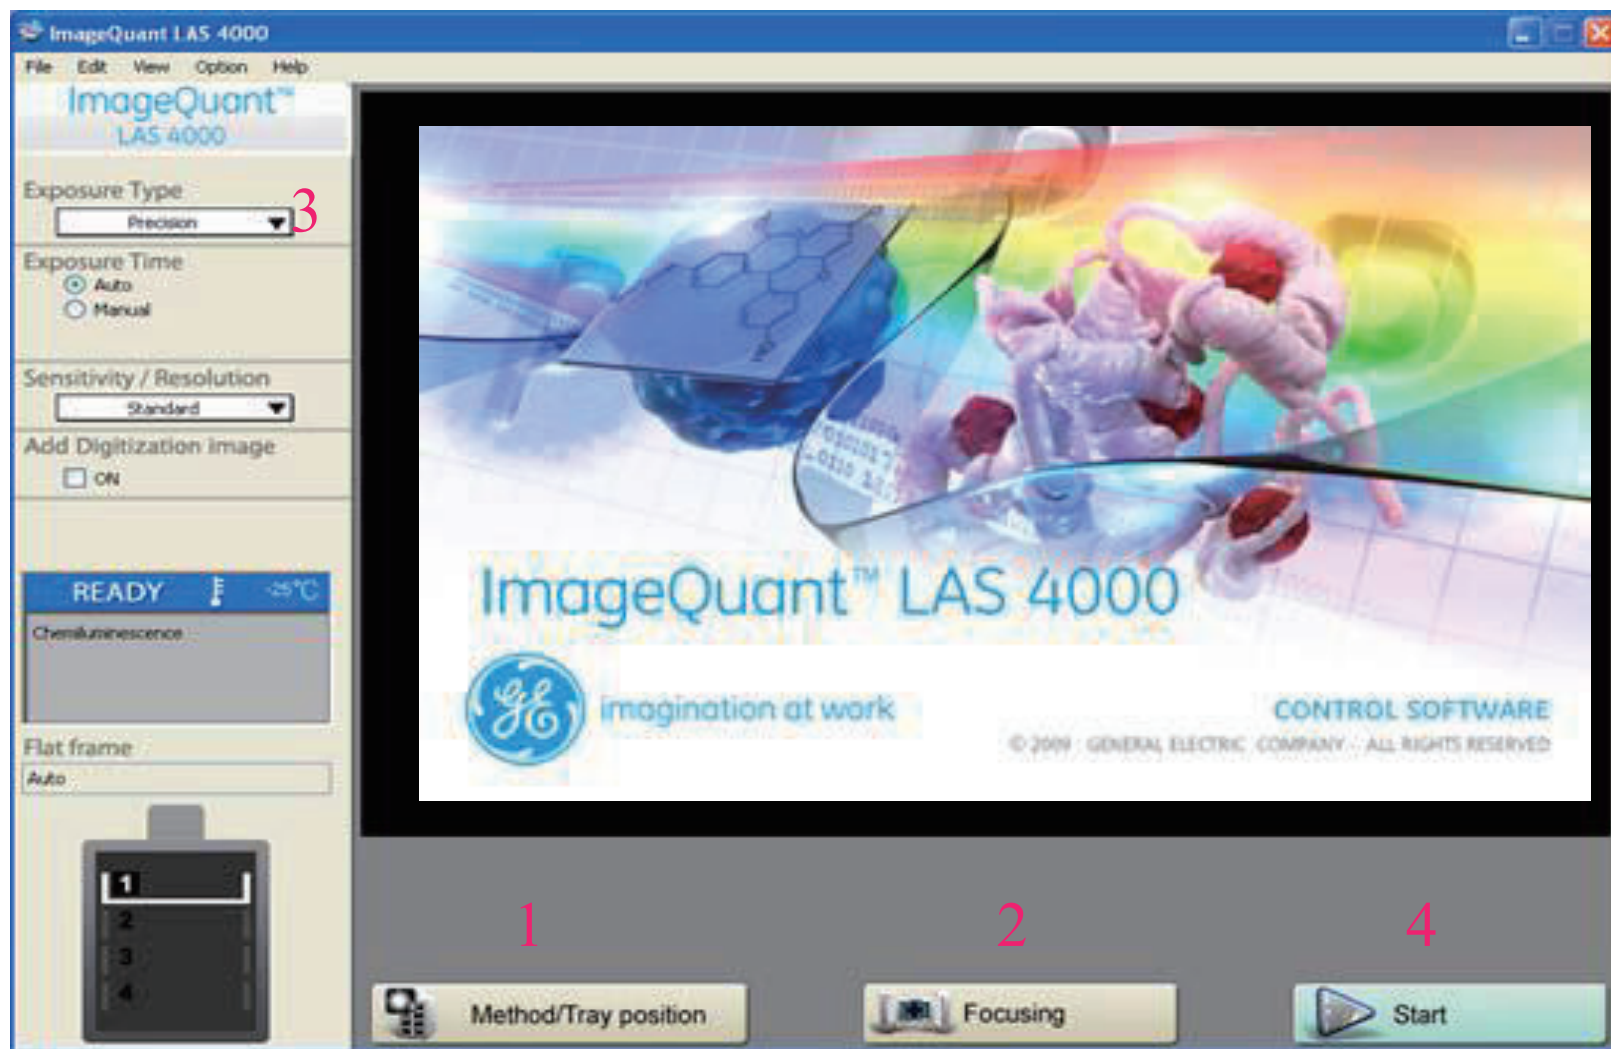 ImageQuant LAS 4000
File Edit View Option Help
ImageQuant™
LAS 4000
Exposure Type
3
Precision
Exposure Time
Auto
Manual
Sensitivity / Resolution
Standard
Add Digitization Image
ON
READY -25°C
Chemiluminescence
Flat frame
Auto
1
2
3
4
ImageQuant™ LAS 4000
GE imagination at work
CONTROL SOFTWARE
© 2009 GENERAL ELECTRIC COMPANY - ALL RIGHTS RESERVED
1 2 4
Method/Tray position Focusing Start